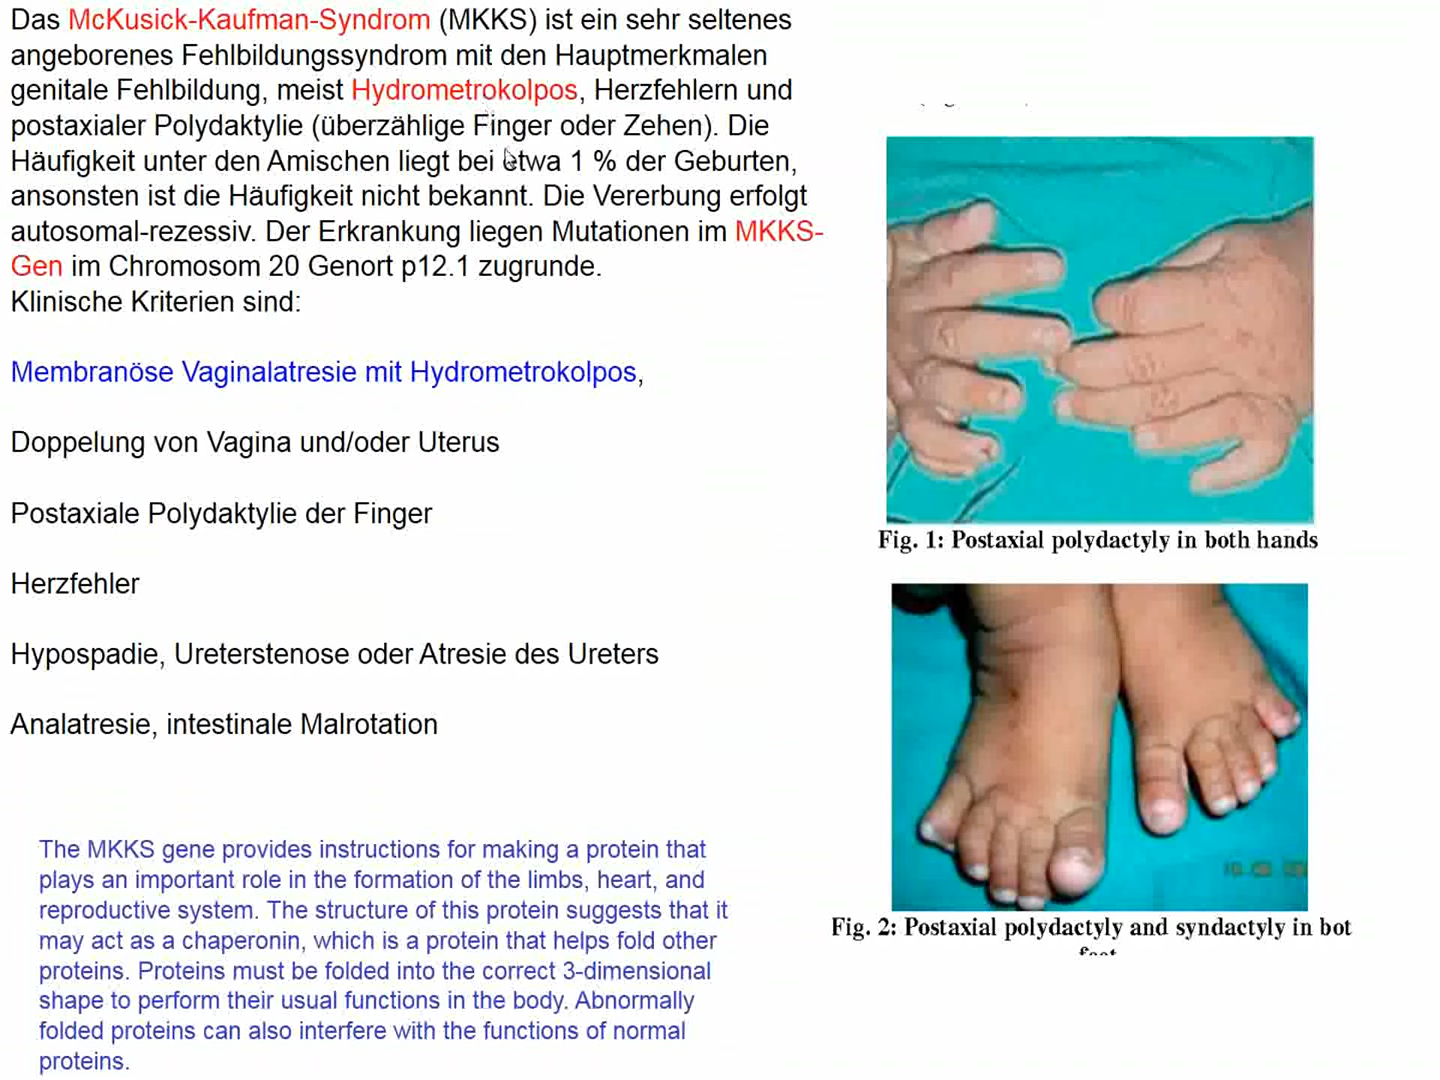 Das McKusick-Kaufman-Syndrom (MKKS) ist ein sehr seltenes
angeborenes Fehlbildungssyndrom mit den Hauptmerkmalen
genitale Fehlbildung, meist Hydrometrokolpos, Herzfehlern und
postaxialer Polydaktylie (überzählige Finger oder Zehen). Die
Häufigkeit unter den Amischen liegt bei etwa 1 % der Geburten,
ansonsten ist die Häufigkeit nicht bekannt. Die Vererbung erfolgt
autosomal-rezessiv. Der Erkrankung liegen Mutationen im MKKS-
Gen im Chromosom 20 Genort p12.1 zugrunde.
Klinische Kriterien sind:
Membranöse Vaginalatresie mit Hydrometrokolpos,
Doppelung von Vagina und/oder Uterus
Postaxiale Polydaktylie der Finger
Herzfehler
Hypospadie, Ureterstenose oder Atresie des Ureters
Analatresie, intestinale Malrotation
The MKKS gene provides instructions for making a protein that
plays an important role in the formation of the limbs, heart, and
reproductive system. The structure of this protein suggests that it
may act as a chaperonin, which is a protein that helps fold other
proteins. Proteins must be folded into the correct 3-dimensional
shape to perform their usual functions in the body. Abnormally
folded proteins can also interfere with the functions of normal
proteins.
Fig. 1: Postaxial polydactyly in both hands
Fig. 2: Postaxial polydactyly and syndactyly in bot